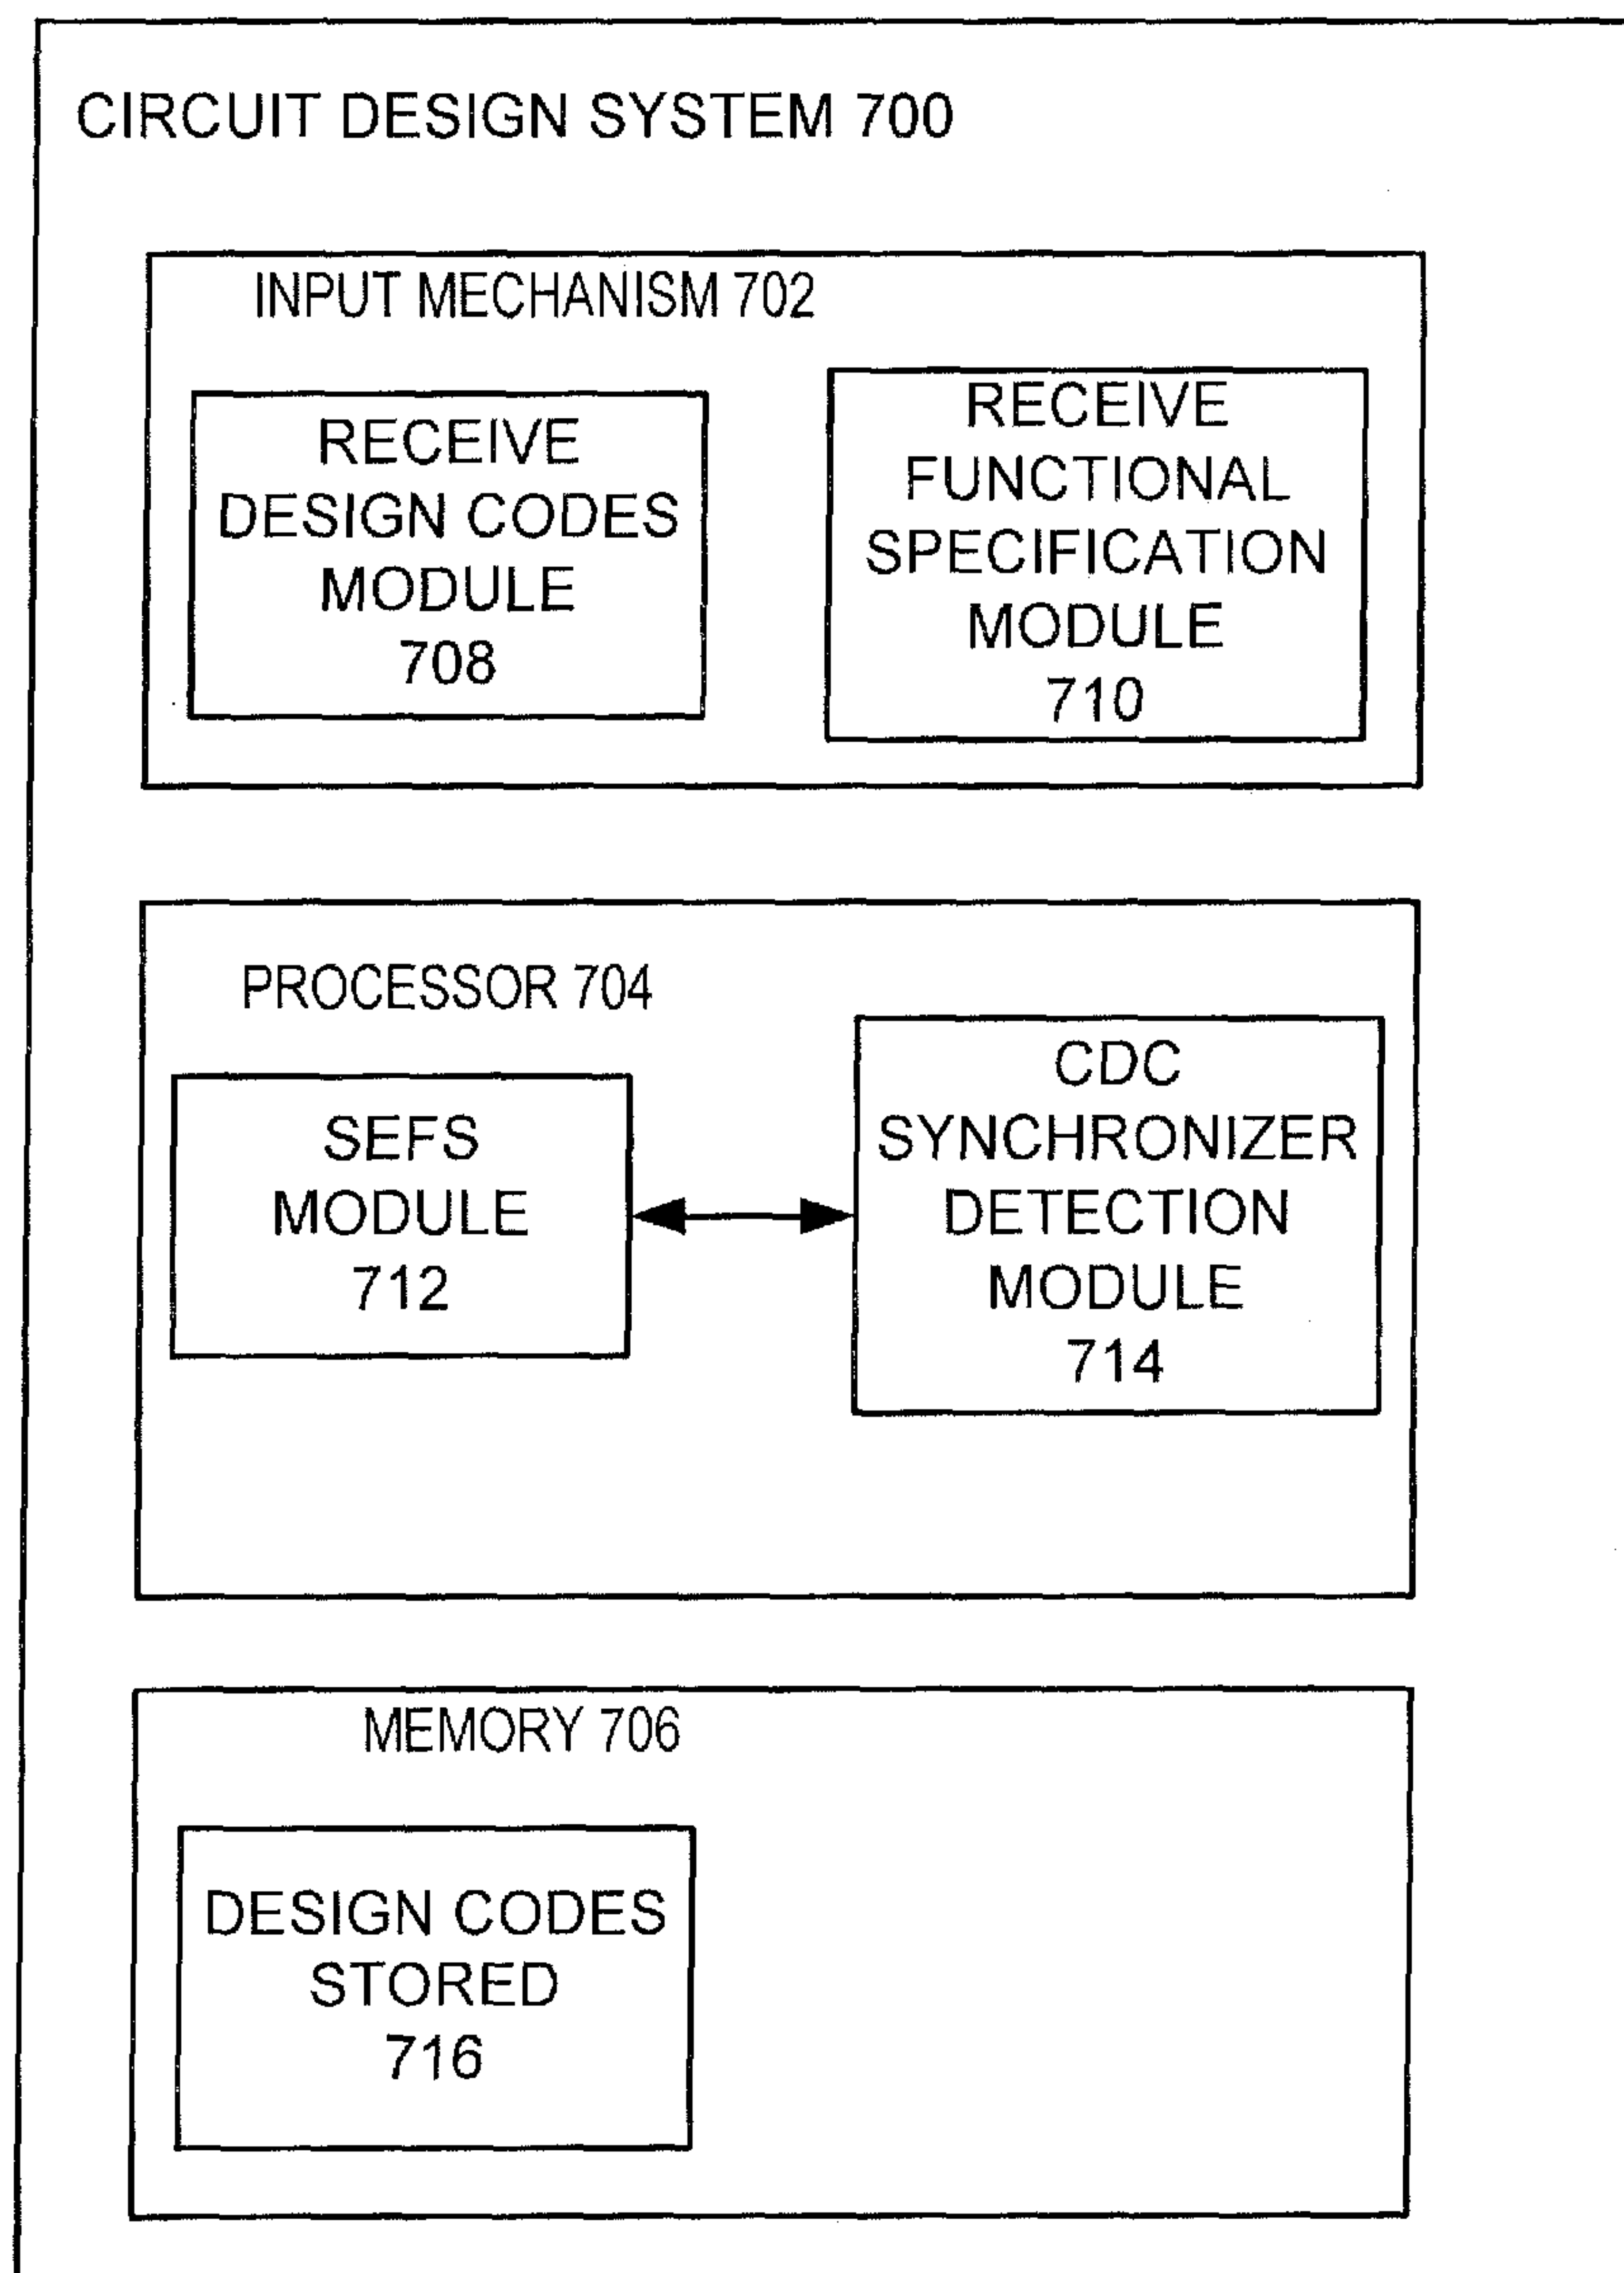 CIRCUIT DESIGN SYSTEM 700
INPUT MECHANISM 702
RECEIVE
DESIGN CODES
MODULE
708
RECEIVE
FUNCTIONAL
SPECIFICATION
MODULE
710
PROCESSOR 704
SEFS
MODULE
712
CDC
SYNCHRONIZER
DETECTION
MODULE
714
MEMORY 706
DESIGN CODES
STORED
716